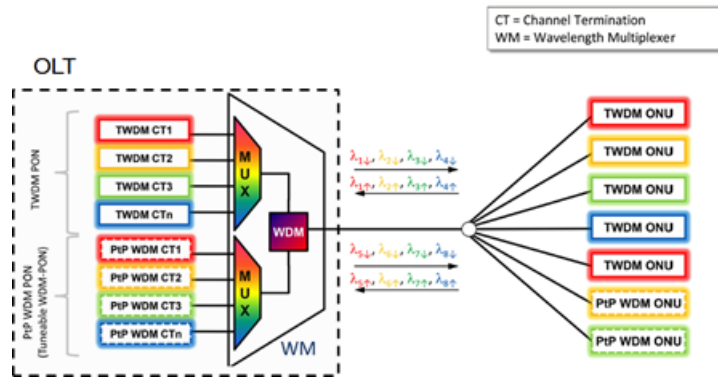 CT = Channel Termination
WM = Wavelength Multiplexer
OLT
TWDM PON
TWDM CT1
TWDM CT2
TWDM CT3
TWDM CTn
MUX
PtP WDM PON
(Tuneable WDM-PON)
PtP WDM CT1
PtP WDM CT2
PtP WDM CT3
PtP WDM CTn
MUX
WDM
WM
λ1↓, λ2↓, λ3↓, λ4↓
λ1↑, λ2↑, λ3↑, λ4↑
λ5↓, λ6↓, λ7↓, λ8↓
λ5↑, λ6↑, λ7↑, λ8↑
TWDM ONU
TWDM ONU
TWDM ONU
TWDM ONU
TWDM ONU
PtP WDM ONU
PtP WDM ONU